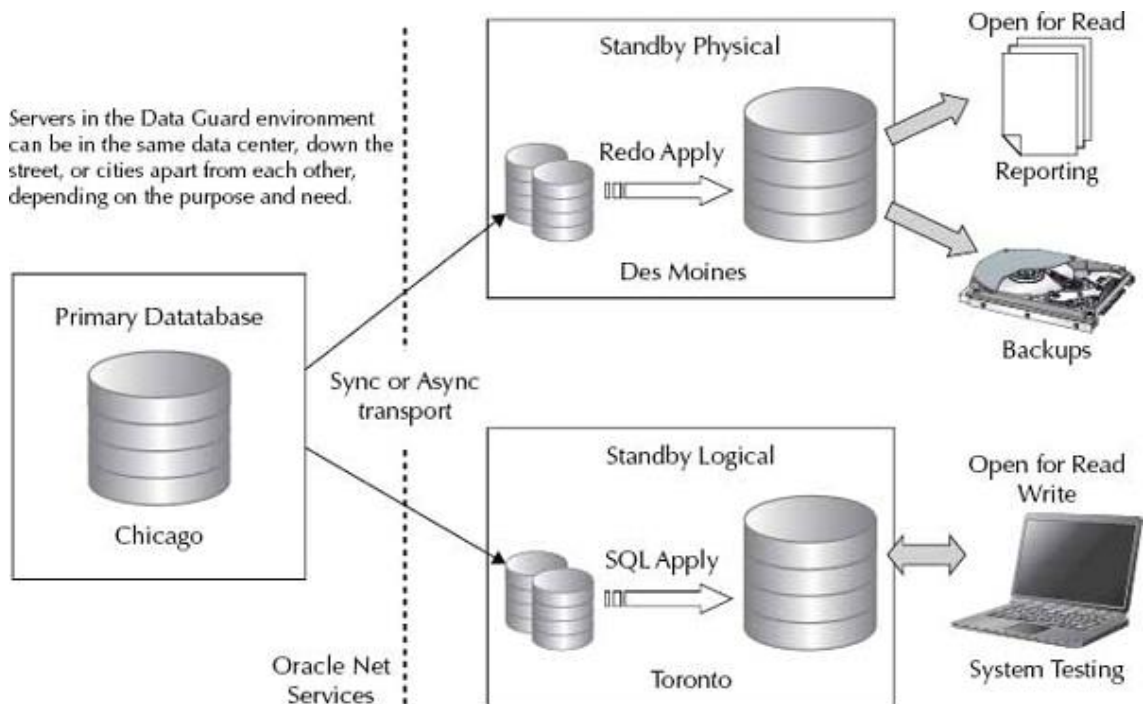 Servers in the Data Guard environment
can be in the same data center, down the
street, or cities apart from each other,
depending on the purpose and need.
Primary Datatabase
Chicago
Sync or Async
transport
Oracle Net
Services
Standby Physical
Redo Apply
Des Moines
Open for Read
Reporting
Backups
Standby Logical
SQL Apply
Toronto
Open for Read
Write
System Testing